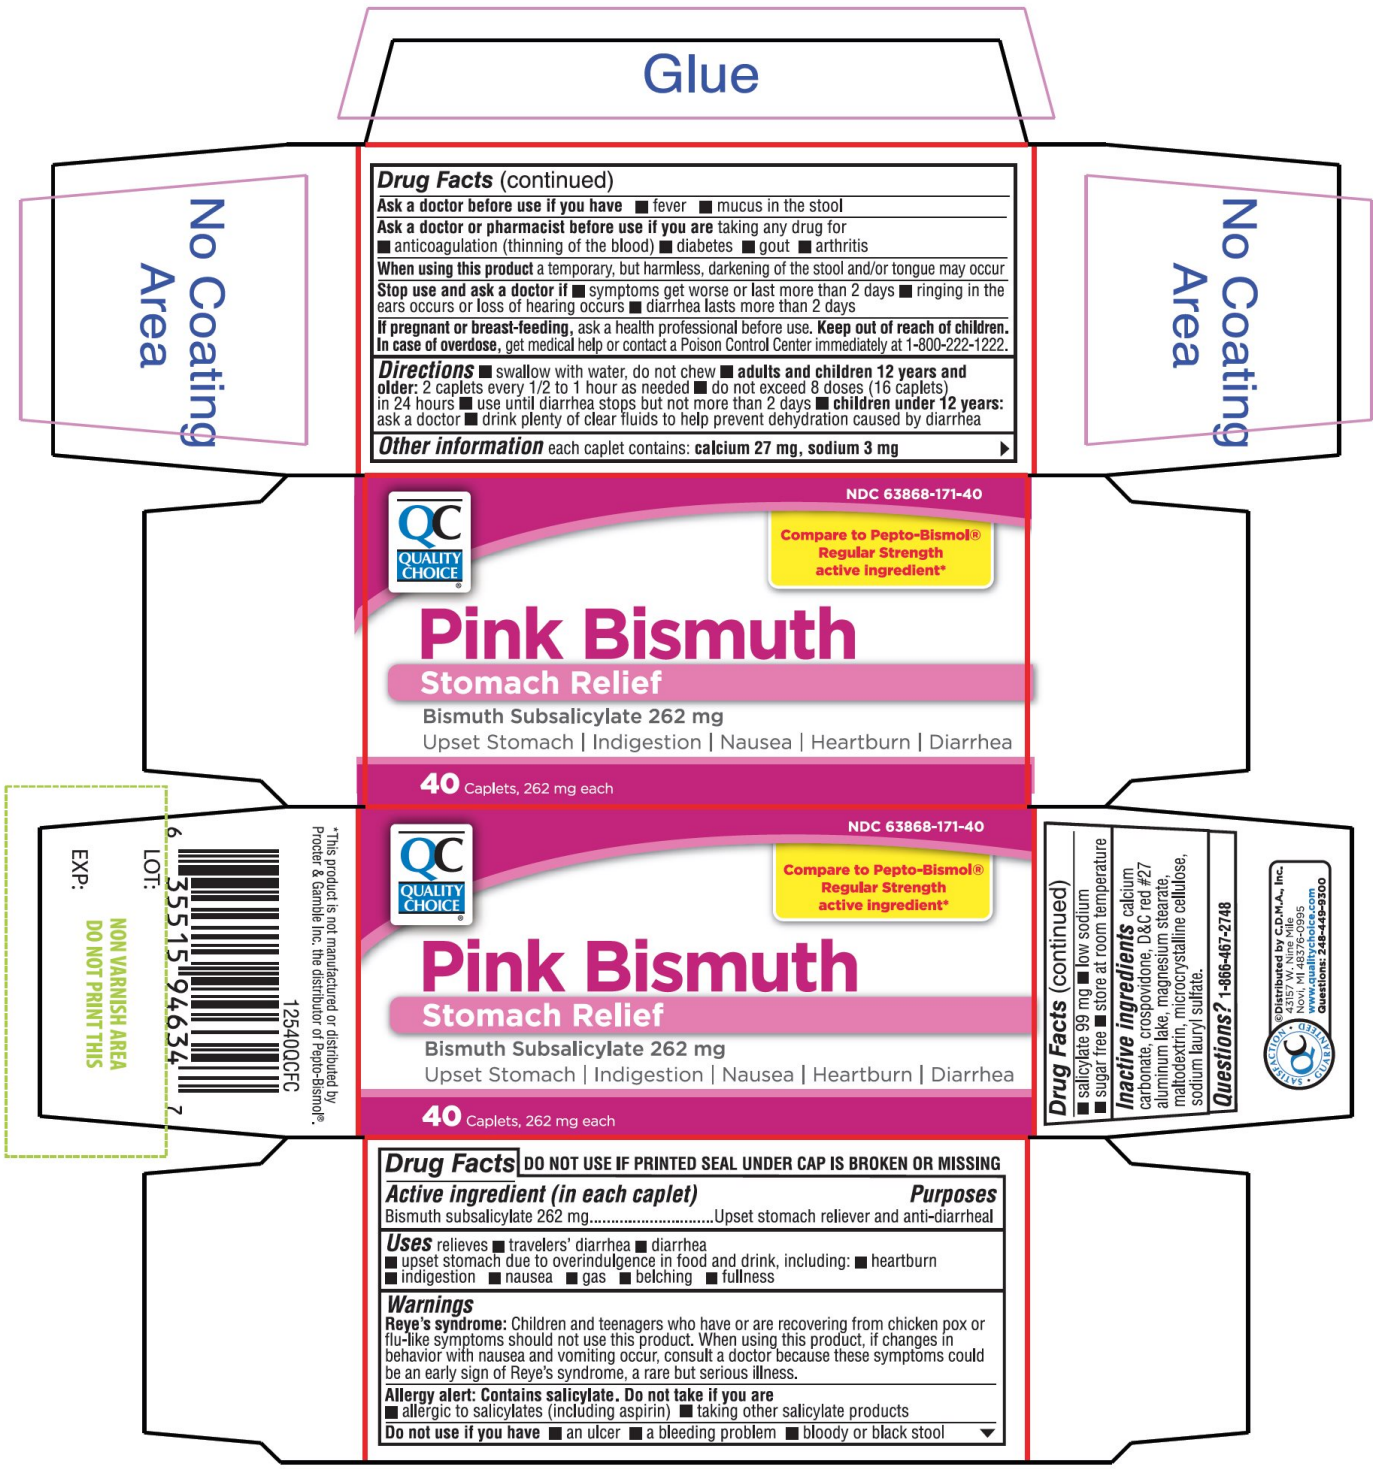 Glue
No Coating
Area
No Coating
Area
Drug Facts (continued)
Ask a doctor before use if you have ■ fever ■ mucus in the stool
Ask a doctor or pharmacist before use if you are taking any drug for
■ anticoagulation (thinning of the blood) ■ diabetes ■ gout ■ arthritis
When using this product a temporary, but harmless, darkening of the stool and/or tongue may occur
Stop use and ask a doctor if ■ symptoms get worse or last more than 2 days ■ ringing in the
ears occurs or loss of hearing occurs ■ diarrhea lasts more than 2 days
If pregnant or breast-feeding, ask a health professional before use. Keep out of reach of children.
In case of overdose, get medical help or contact a Poison Control Center immediately at 1-800-222-1222.
Directions ■ swallow with water, do not chew ■ adults and children 12 years and
older: 2 caplets every 1/2 to 1 hour as needed ■ do not exceed 8 doses (16 caplets)
in 24 hours ■ use until diarrhea stops but not more than 2 days ■ children under 12 years:
ask a doctor ■ drink plenty of clear fluids to help prevent dehydration caused by diarrhea
Other information each caplet contains: calcium 27 mg, sodium 3 mg
NDC 63868-171-40
QC
QUALITY
CHOICE®
Compare to Pepto-Bismol®
Regular Strength
active ingredient*
Pink Bismuth
Stomach Relief
Bismuth Subsalicylate 262 mg
Upset Stomach | Indigestion | Nausea | Heartburn | Diarrhea
40 Caplets, 262 mg each
NDC 63868-171-40
QC
QUALITY
CHOICE®
Compare to Pepto-Bismol®
Regular Strength
active ingredient*
Pink Bismuth
Stomach Relief
Bismuth Subsalicylate 262 mg
Upset Stomach | Indigestion | Nausea | Heartburn | Diarrhea
40 Caplets, 262 mg each
*This product is not manufactured or distributed by
Procter & Gamble Inc. the distributor of Pepto-Bismol®.
12540QCFC
6 35515 94634 7
LOT:
EXP:
NON VARNISH AREA
DO NOT PRINT THIS
Drug Facts (continued)
■ salicylate 99 mg ■ low sodium
■ sugar free ■ store at room temperature
Inactive ingredients calcium
carbonate, crospovidone, D&C red #27
aluminum lake, magnesium stearate,
maltodextrin, microcrystalline cellulose,
sodium lauryl sulfate.
Questions? 1-866-467-2748
©Distributed by C.D.M.A., Inc.
43157 W. Nine Mile
Novi, MI 48376-0995
www.qualitychoice.com
Questions: 248-449-9300
QC
SATISFACTION • GUARANTEED •
Drug Facts DO NOT USE IF PRINTED SEAL UNDER CAP IS BROKEN OR MISSING
Active ingredient (in each caplet) Purposes
Bismuth subsalicylate 262 mg............................Upset stomach reliever and anti-diarrheal
Uses relieves ■ travelers' diarrhea ■ diarrhea
■ upset stomach due to overindulgence in food and drink, including: ■ heartburn
■ indigestion ■ nausea ■ gas ■ belching ■ fullness
Warnings
Reye's syndrome: Children and teenagers who have or are recovering from chicken pox or
flu-like symptoms should not use this product. When using this product, if changes in
behavior with nausea and vomiting occur, consult a doctor because these symptoms could
be an early sign of Reye's syndrome, a rare but serious illness.
Allergy alert: Contains salicylate. Do not take if you are
■ allergic to salicylates (including aspirin) ■ taking other salicylate products
Do not use if you have ■ an ulcer ■ a bleeding problem ■ bloody or black stool